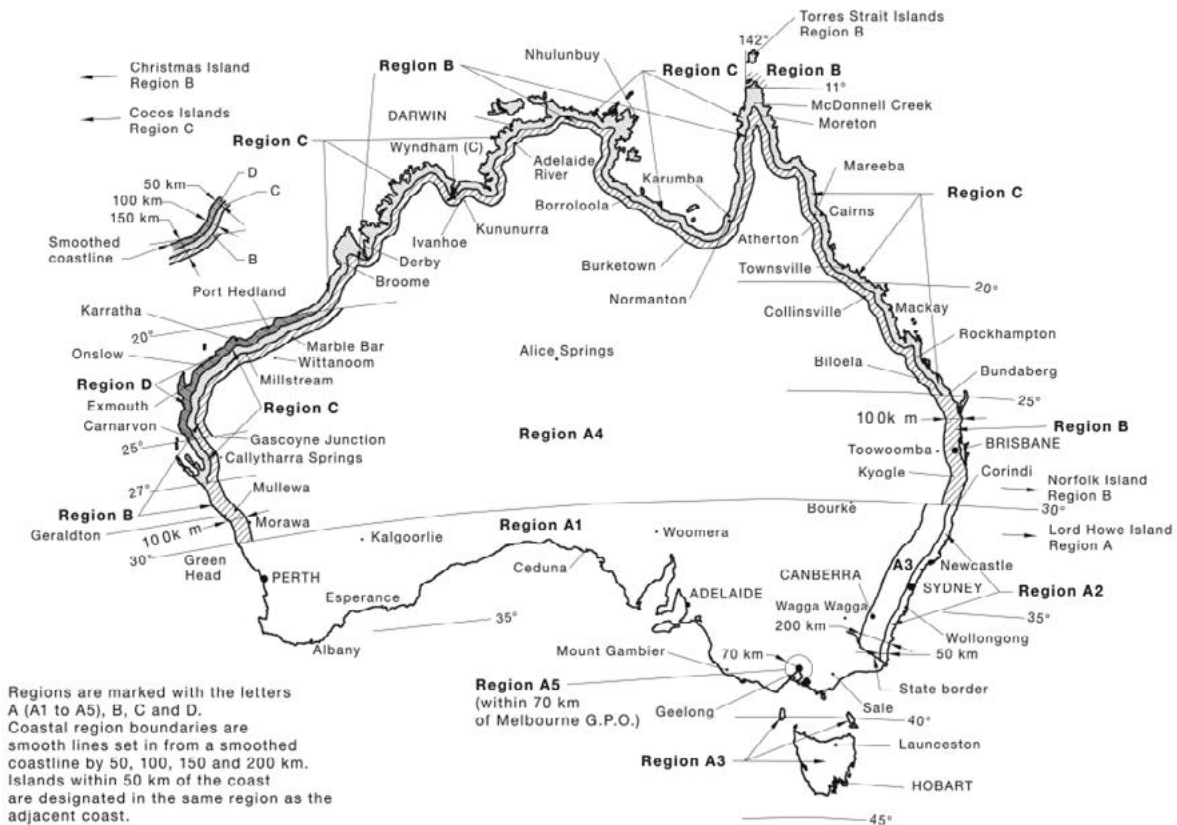 Torres Strait Islands
Region B
142°
Christmas Island
Region B
Cocos Islands
Region C
Nhulunbuy
Region B
Region C
Region B
11°
McDonnell Creek
Moreton
DARWIN
Wyndham (C)
Region C
Adelaide
River
Karumba
Mareeba
Region C
D
C
50 km
100 km
150 km
Smoothed
coastline
B
Borroloola
Cairns
Ivanhoe
Kununurra
Atherton
Derby
Burketown
Townsville
Broome
Port Hedland
Normanton
20°
Collinsville
Mackay
Karratha
20°
Rockhampton
Onslow
Marble Bar
Wittanoom
Alice Springs
Biloela
Region D
Millstream
Bundaberg
Exmouth
Region C
25°
Carnarvon
100k m
Region B
25°
Gascoyne Junction
Region A4
Toowoomba
BRISBANE
Callytharra Springs
Kyogle
Corindi
27°
Mullewa
Norfolk Island
Region B
Region B
Bourke
30°
Geraldton
100k m
Morawa
Region A1
Woomera
Lord Howe Island
Region A
30°
Kalgoorlie
Green
Head
Ceduna
A3
Newcastle
PERTH
CANBERRA
SYDNEY
Region A2
Esperance
ADELAIDE
Wagga Wagga
35°
35°
200 km
Wollongong
Albany
Mount Gambier
70 km
50 km
Region A5
(within 70 km
of Melbourne G.P.O.)
State border
Geelong
Sale
40°
Launceston
Region A3
HOBART
45°
Regions are marked with the letters
A (A1 to A5), B, C and D.
Coastal region boundaries are
smooth lines set in from a smoothed
coastline by 50, 100, 150 and 200 km.
Islands within 50 km of the coast
are designated in the same region as the
adjacent coast.